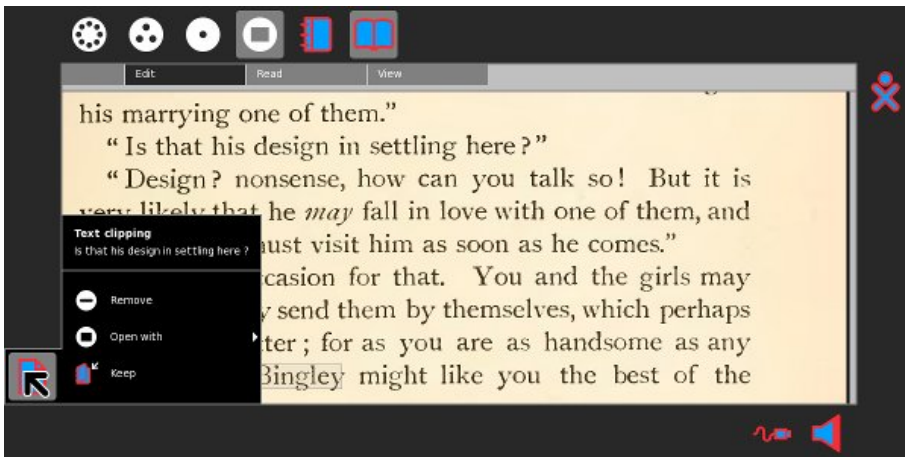 Edit
Read
View
his marrying one of them.”
“Is that his design in settling here?”
“Design? nonsense, how can you talk so! But it is
very likely that he may fall in love with one of them, and
must visit him as soon as he comes.”
for that. You and the girls may
send them by themselves, which perhaps
; for as you are as handsome as any
Bingley might like you the best of the
Text clipping
Is that his design in settling here ?
Remove
Open with
Keep